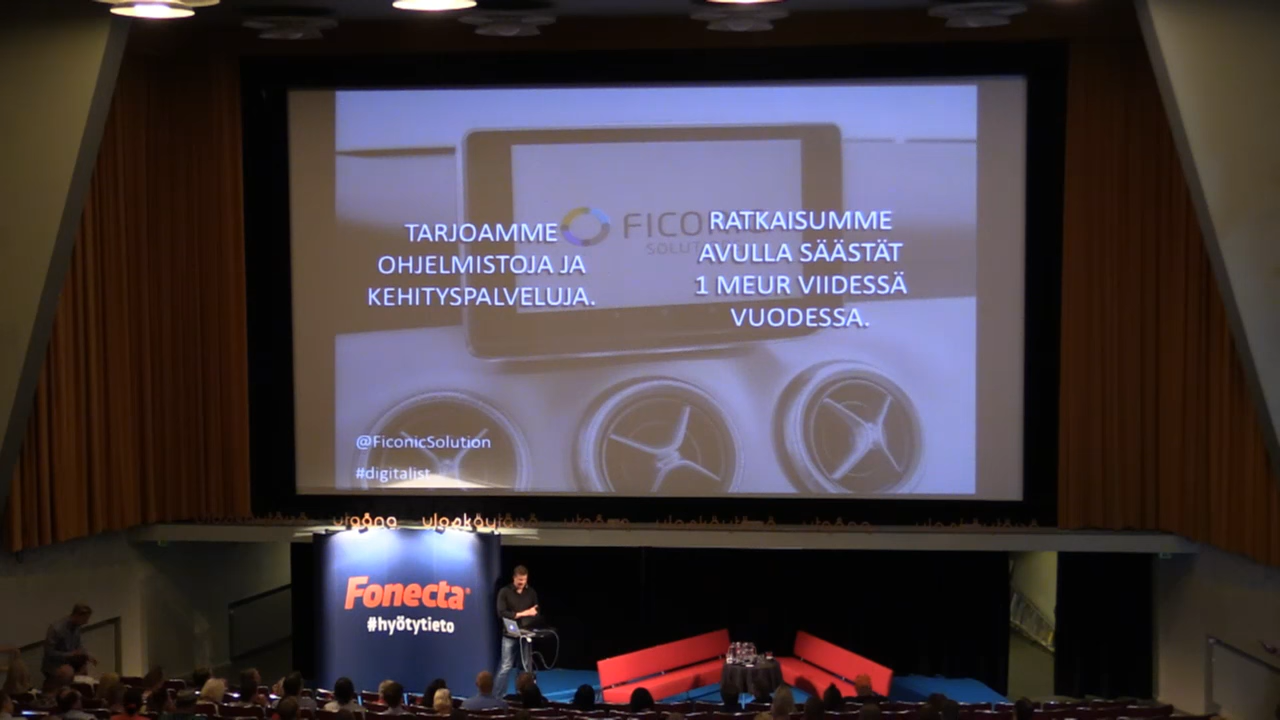 TARJOAMME
OHJELMISTOJA JA
KEHITYSPALVELUJA.
RATKAISUMME
AVULLA SÄÄSTÄT
1 MEUR VIIDESSÄ
VUODESSA.
@FiconicSolution
#digitalist
Fonecta
#hyötytieto